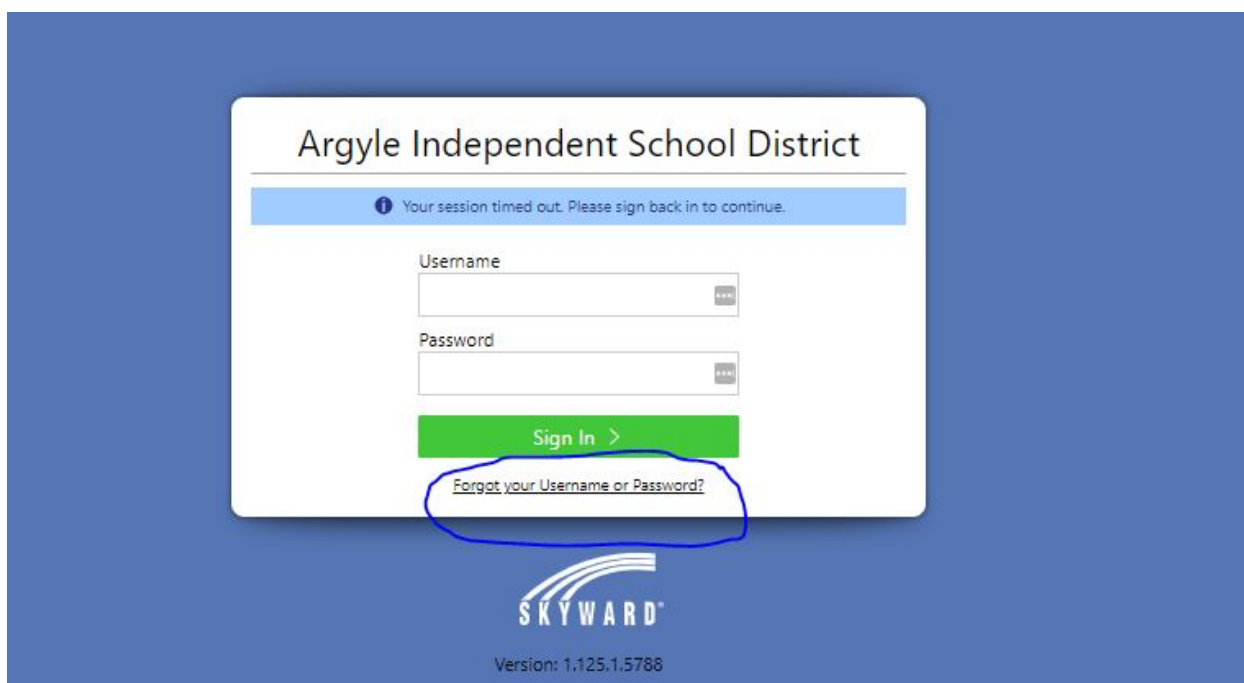 Argyle Independent School District
Your session timed out. Please sign back in to continue.
Username
Password
Sign In
Forgot your Username or Password?
SKYWARD®
Version: 1.125.1.5788